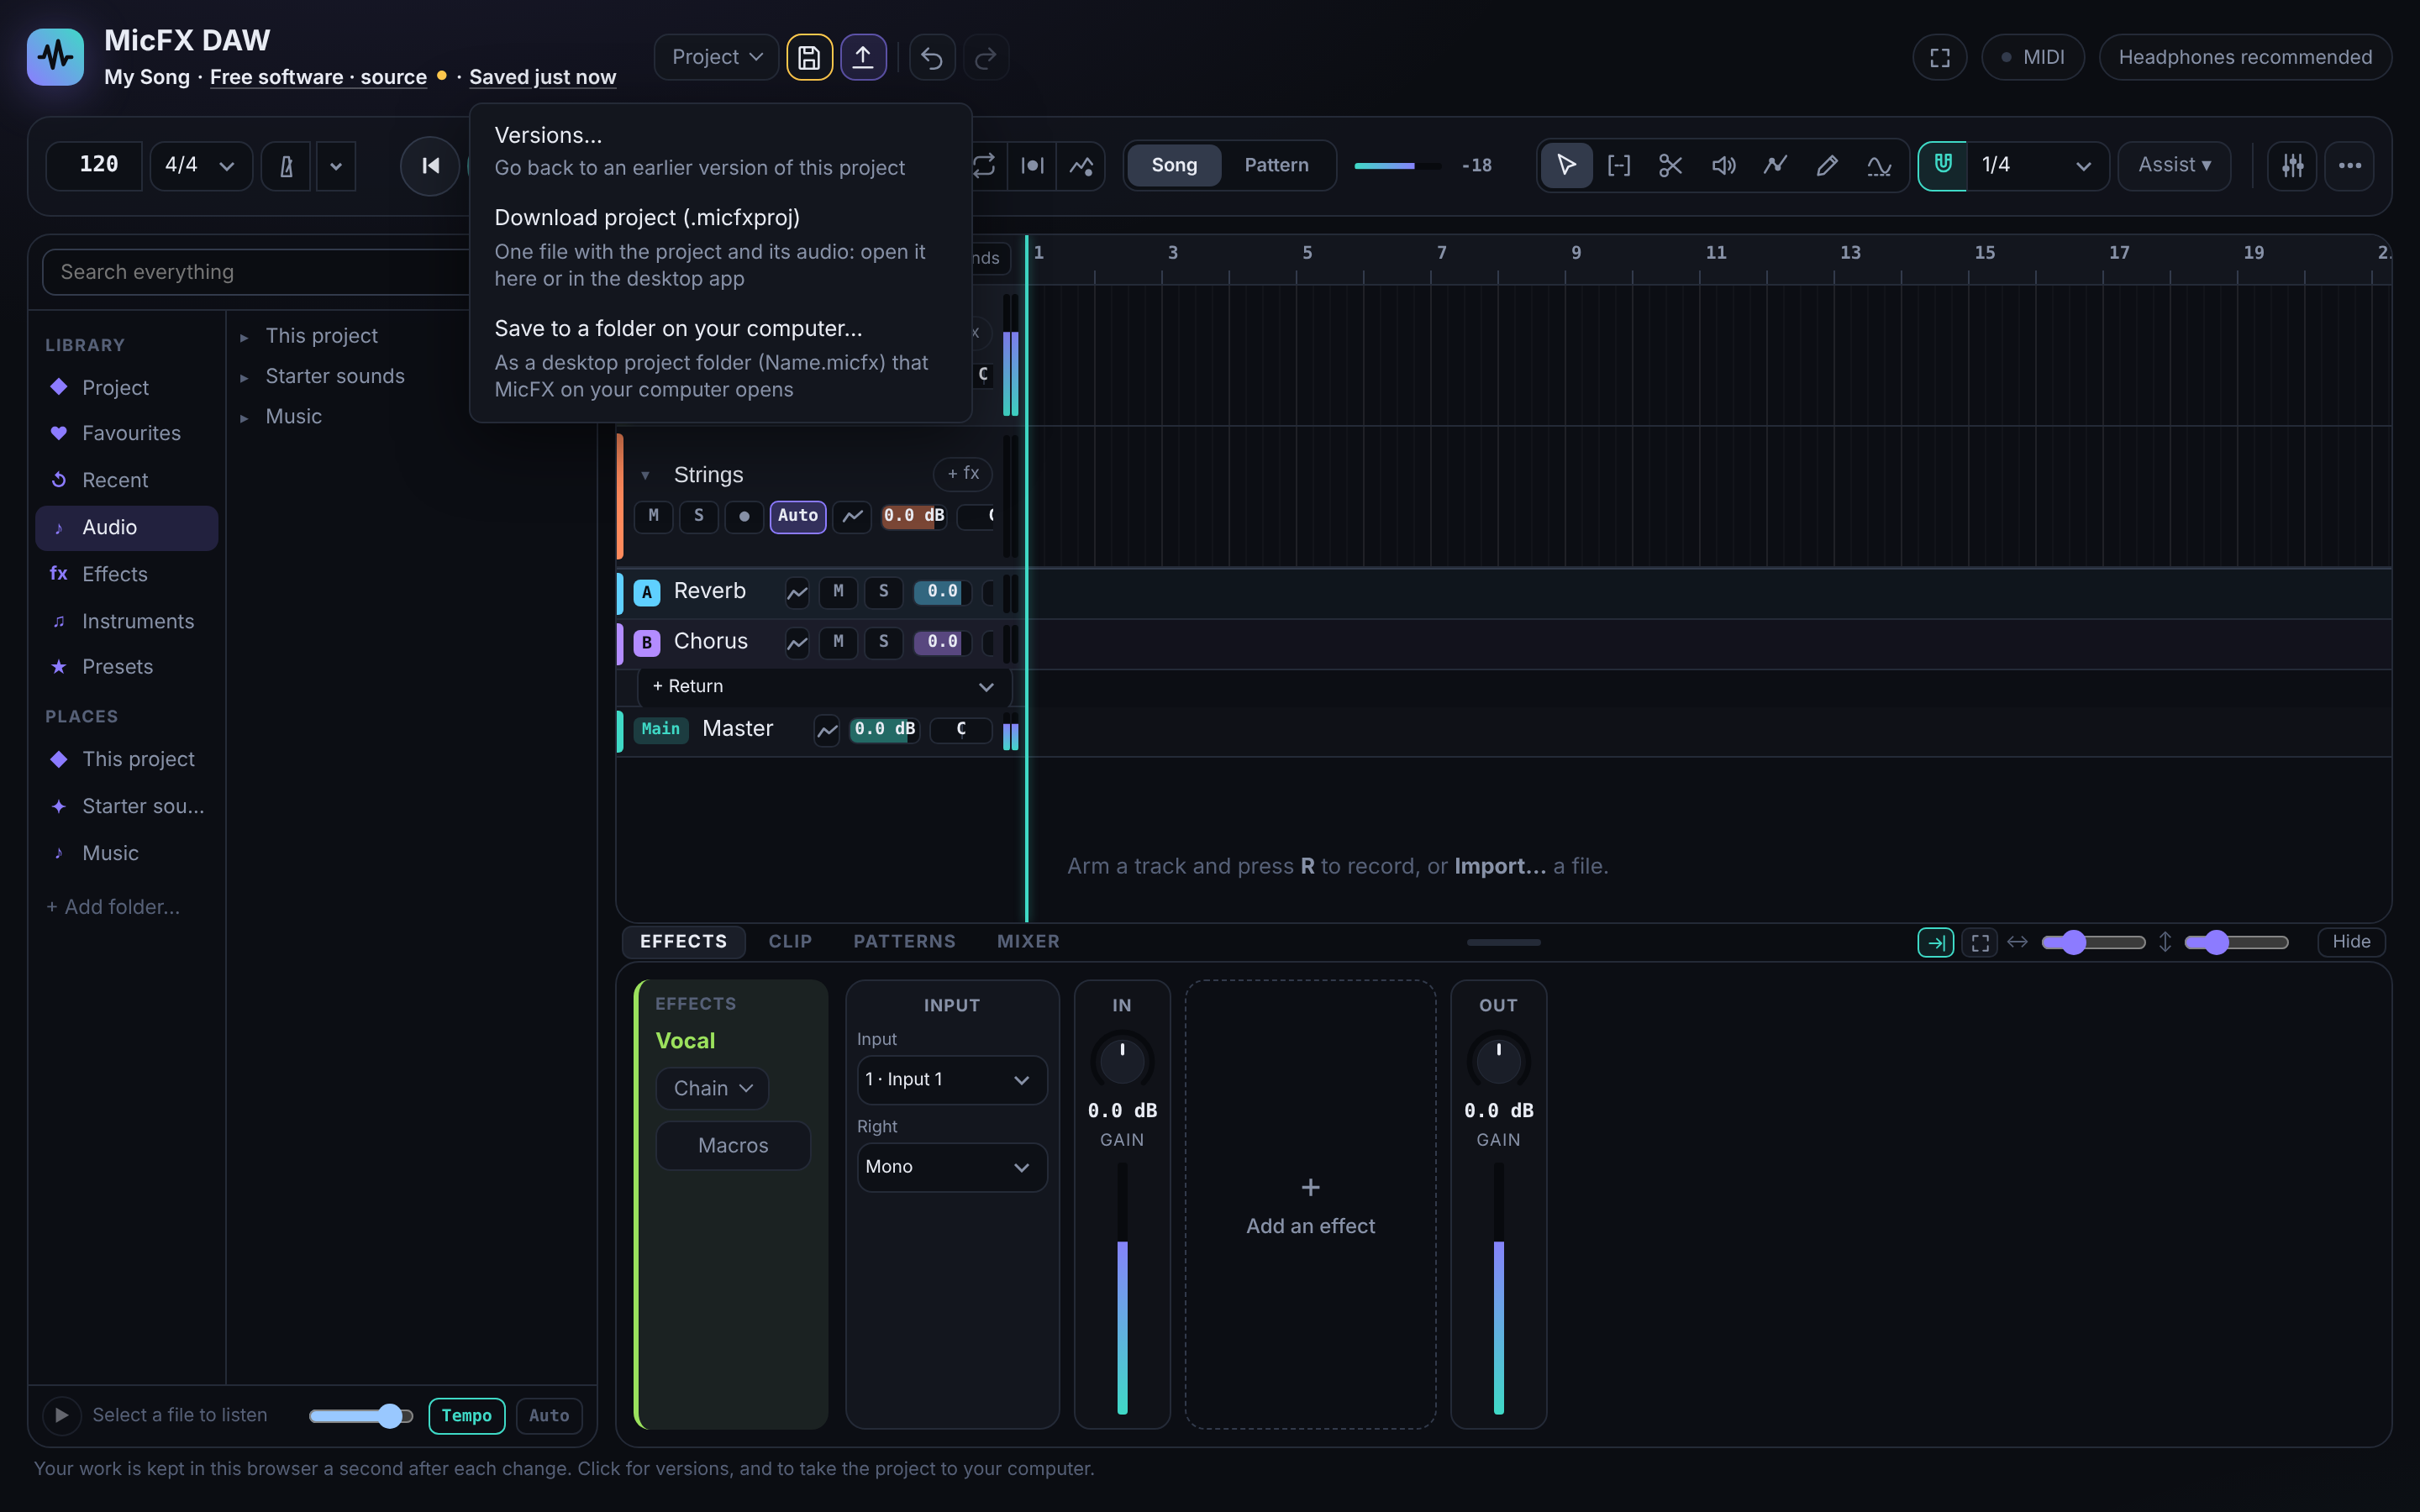 MicFX DAW
My Song · Free software · source · Saved just now
Project
MIDI
Headphones recommended
Versions...
Go back to an earlier version of this project
Download project (.micfxproj)
One file with the project and its audio: open it
here or in the desktop app
Save to a folder on your computer...
As a desktop project folder (Name.micfx) that
MicFX on your computer opens
120
4/4
Song
Pattern
-18
1/4
Assist ▾
Search everything
LIBRARY
Project
Favourites
Recent
Audio
fx Effects
Instruments
Presets
PLACES
This project
Starter sou...
Music
+ Add folder...
This project
Starter sounds
Music
1 3 5 7 9 11 13 15 17 19
C
Strings
+ fx
M S Auto 0.0 dB
A Reverb M S 0.0
B Chorus M S 0.0
+ Return
Main Master 0.0 dB C
Arm a track and press R to record, or Import... a file.
EFFECTS CLIP PATTERNS MIXER
Hide
EFFECTS
Vocal
Chain
Macros
INPUT
Input
1 · Input 1
Right
Mono
IN
0.0 dB
GAIN
+
Add an effect
OUT
0.0 dB
GAIN
Select a file to listen
Tempo
Auto
Your work is kept in this browser a second after each change. Click for versions, and to take the project to your computer.